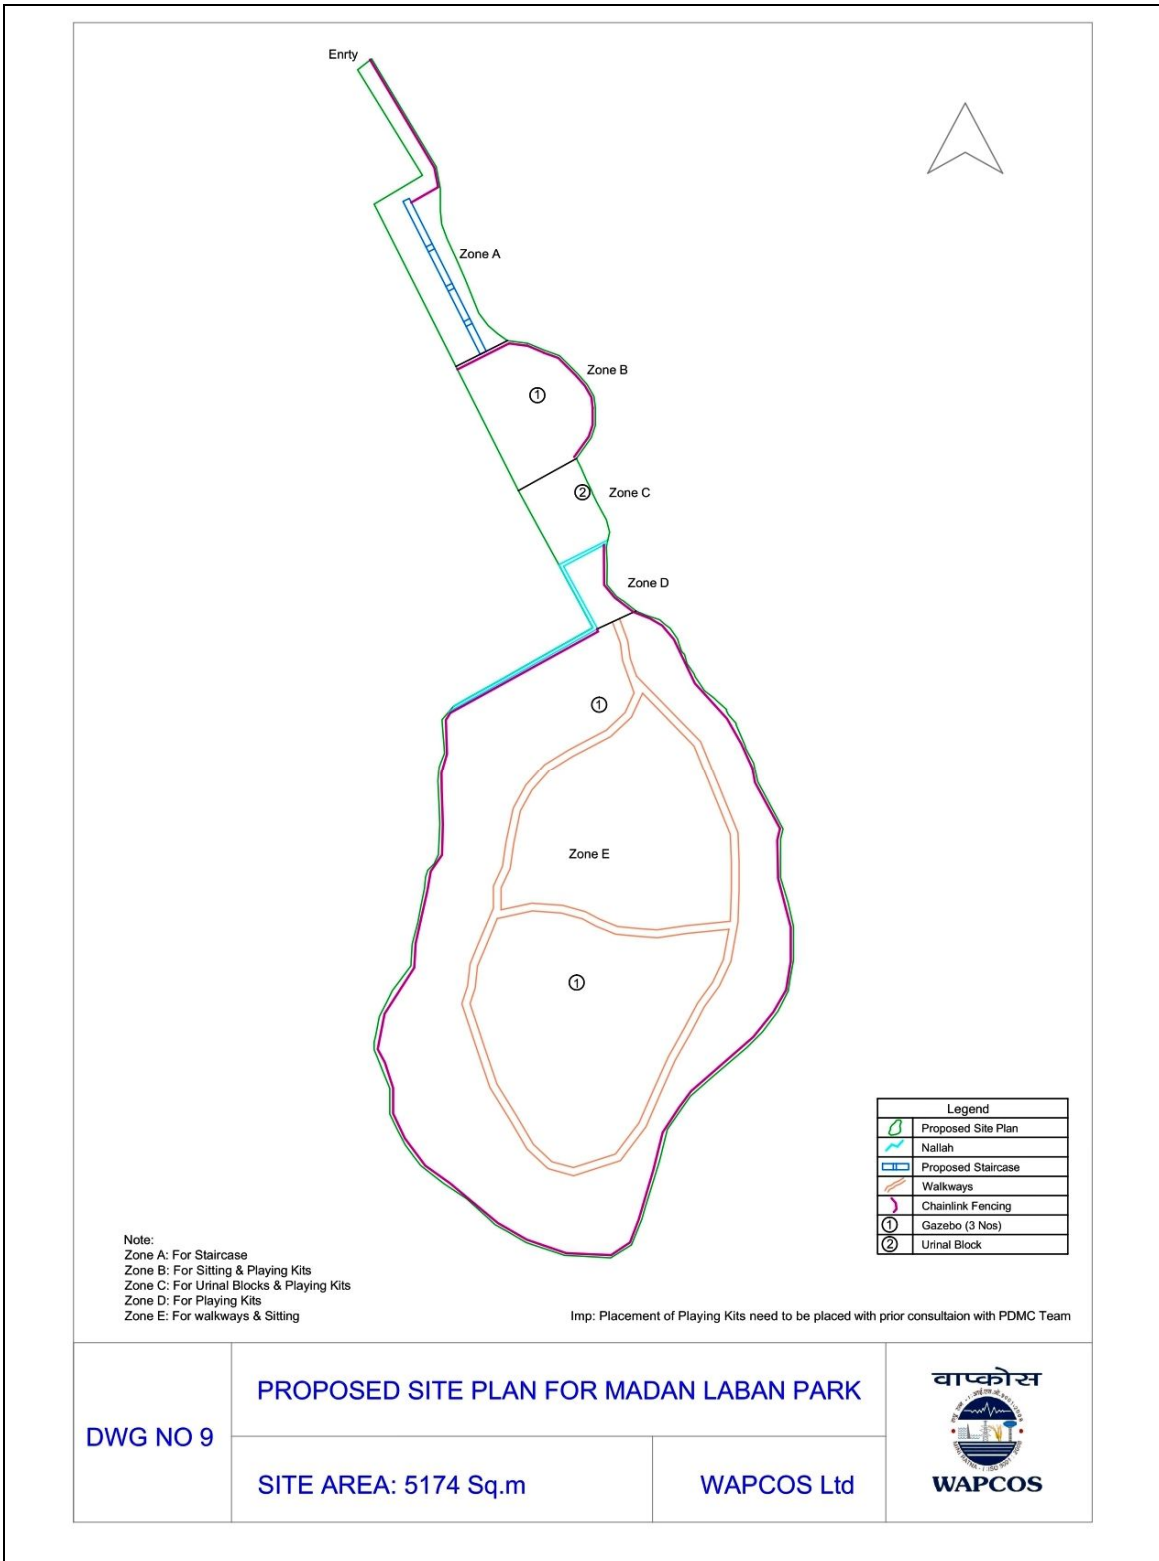 Enrty
Zone A
Zone B
1
2
Zone C
Zone D
1
Zone E
1
Legend
Proposed Site Plan
Nallah
Proposed Staircase
Walkways
Chainlink Fencing
1 Gazebo (3 Nos)
2 Urinal Block
Note:
Zone A: For Staircase
Zone B: For Sitting & Playing Kits
Zone C: For Urinal Blocks & Playing Kits
Zone D: For Playing Kits
Zone E: For walkways & Sitting
Imp: Placement of Playing Kits need to be placed with prior consultaion with PDMC Team
DWG NO 9
PROPOSED SITE PLAN FOR MADAN LABAN PARK
SITE AREA: 5174 Sq.m
WAPCOS Ltd
वाप्कोस
WAPCOS